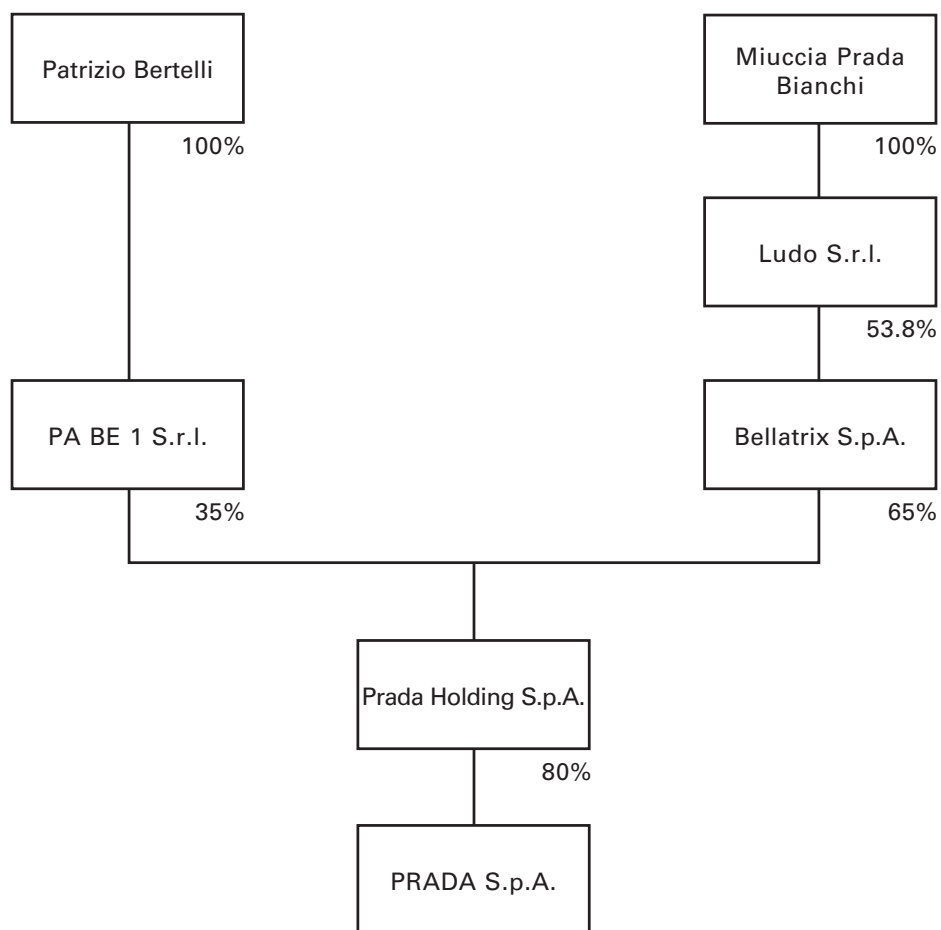 Patrizio Bertelli
Miuccia Prada
Bianchi
100%
100%
Ludo S.r.l.
53.8%
PA BE 1 S.r.l.
Bellatrix S.p.A.
35%
65%
Prada Holding S.p.A.
80%
PRADA S.p.A.